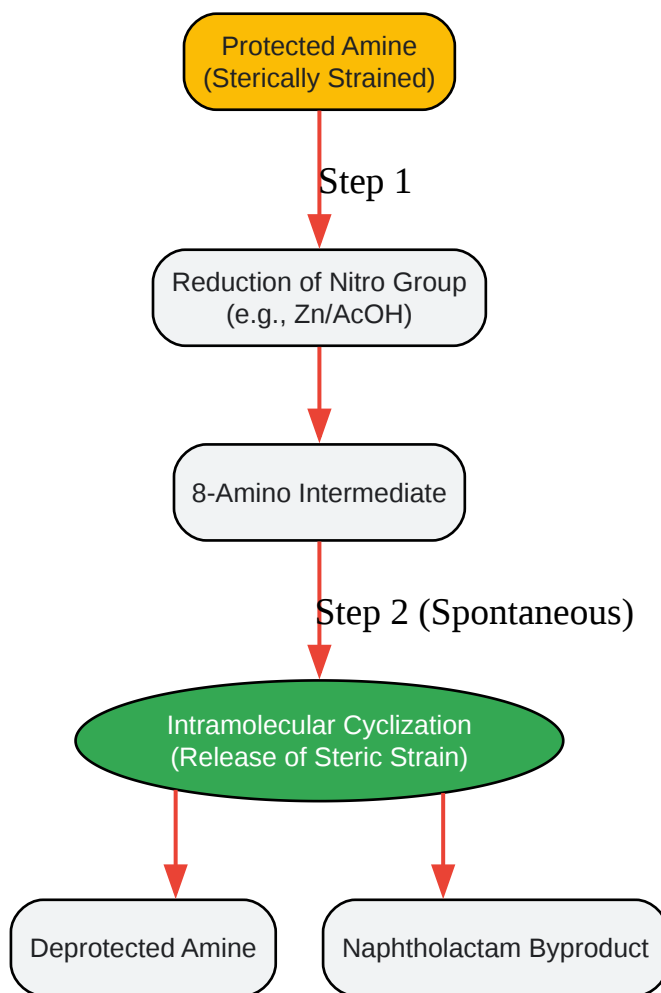 Protected Amine
(Sterically Strained)
Step 1
Reduction of Nitro Group
(e.g., Zn/AcOH)
8-Amino Intermediate
Step 2 (Spontaneous)
Intramolecular Cyclization
(Release of Steric Strain)
Deprotected Amine
Naphtholactam Byproduct